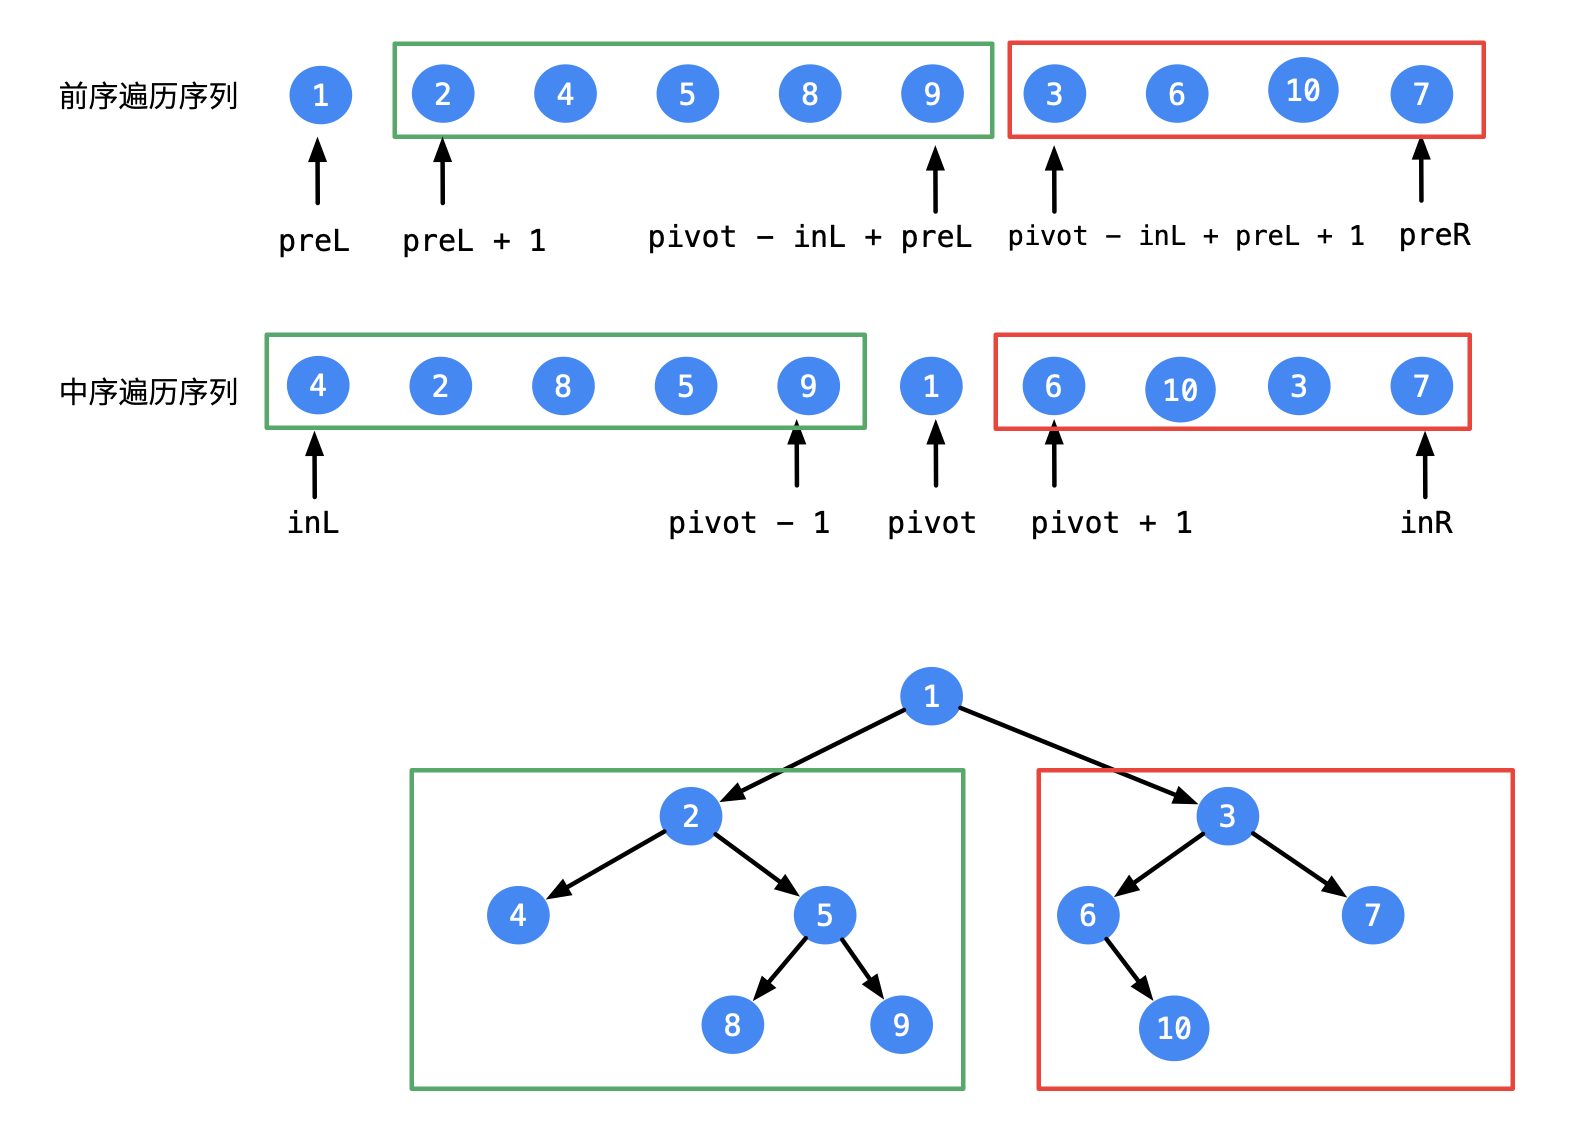 前序遍历序列 1 2 4 5 8 9 3 6 10 7
preL preL + 1 pivot - inL + preL pivot - inL + preL + 1 preR
中序遍历序列 4 2 8 5 9 1 6 10 3 7
inL pivot - 1 pivot pivot + 1 inR
1
2 3
4 5 6 7
8 9 10